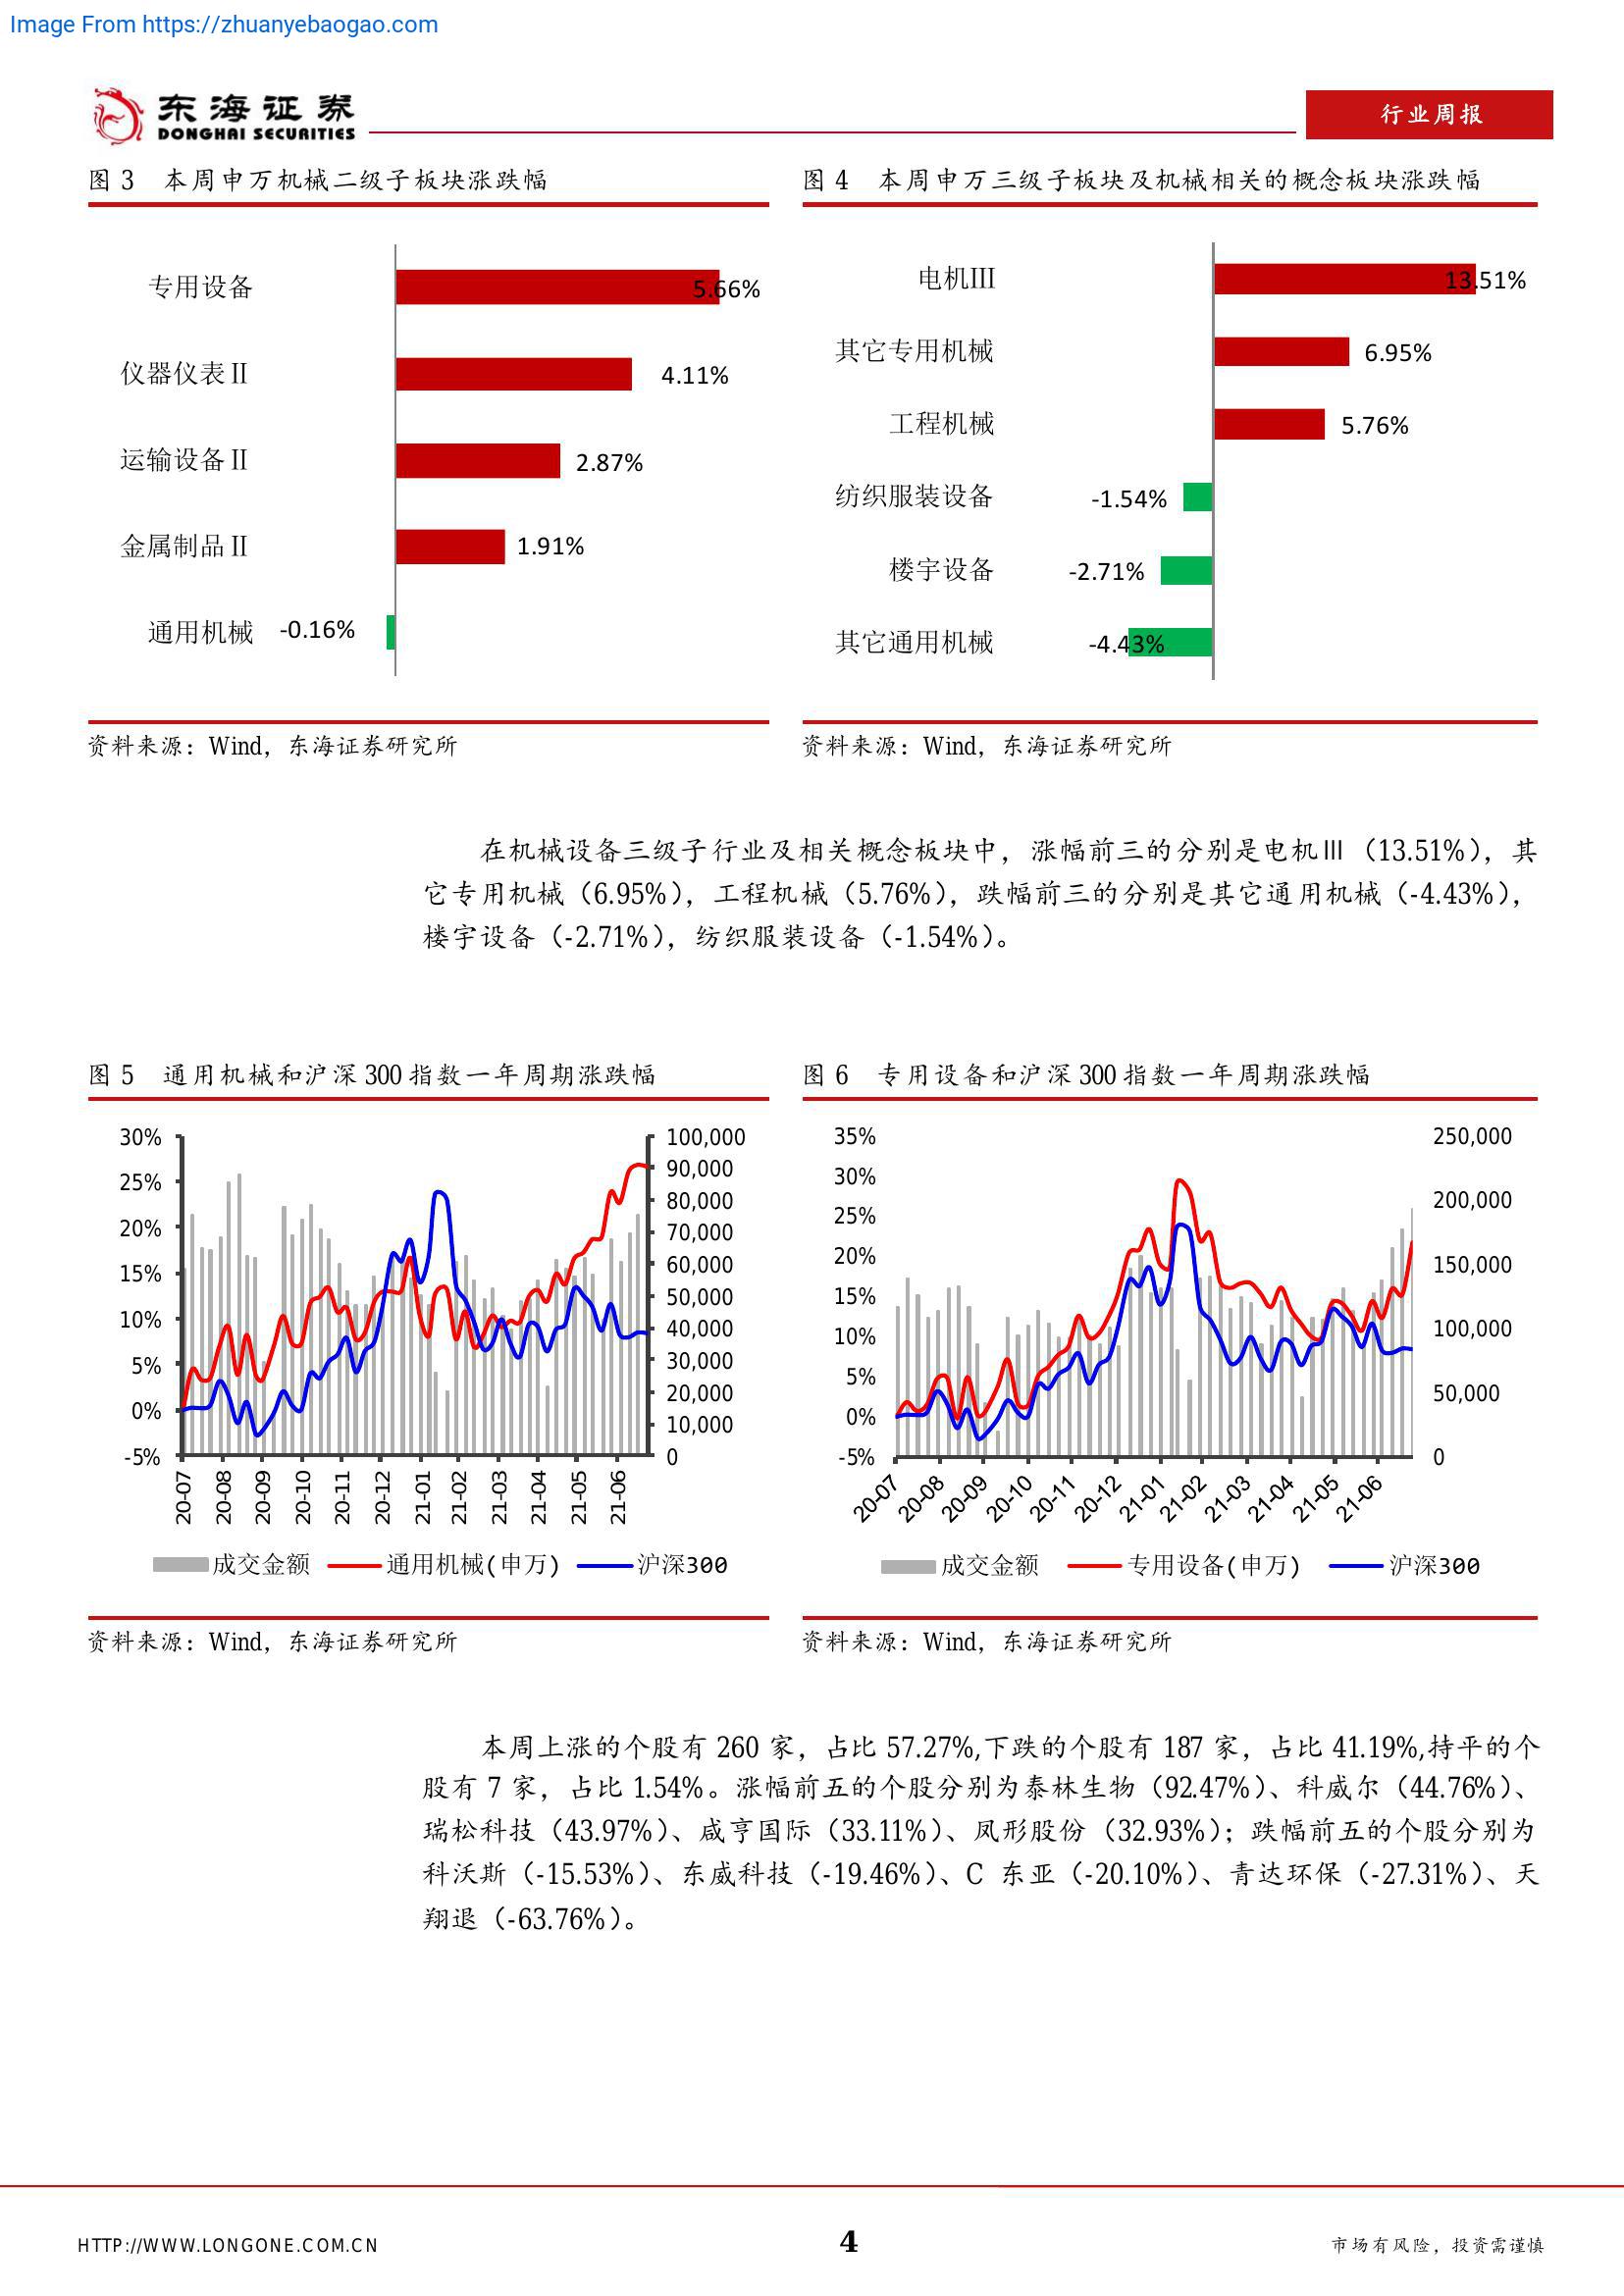 Image From https://zhuanyebaogao.com
东海证券
DONGHAI SECURITIES
行业周报
图 3 本周申万机械二级子板块涨跌幅
专用设备 5.66%
仪器仪表Ⅱ 4.11%
运输设备Ⅱ 2.87%
金属制品Ⅱ 1.91%
通用机械 -0.16%
资料来源：Wind，东海证券研究所
图 4 本周申万三级子板块及机械相关的概念板块涨跌幅
电机Ⅲ 13.51%
其它专用机械 6.95%
工程机械 5.76%
纺织服装设备 -1.54%
楼宇设备 -2.71%
其它通用机械 -4.43%
资料来源：Wind，东海证券研究所
在机械设备三级子行业及相关概念板块中，涨幅前三的分别是电机Ⅲ（13.51%），其
它专用机械（6.95%），工程机械（5.76%），跌幅前三的分别是其它通用机械（-4.43%），
楼宇设备（-2.71%），纺织服装设备（-1.54%）。
图 5 通用机械和沪深 300 指数一年周期涨跌幅
30%
25%
20%
15%
10%
5%
0%
-5%
100,000
90,000
80,000
70,000
60,000
50,000
40,000
30,000
20,000
10,000
0
20-07 20-08 20-09 20-10 20-11 20-12 21-01 21-02 21-03 21-04 21-05 21-06
成交金额 通用机械(申万) 沪深300
资料来源：Wind，东海证券研究所
图 6 专用设备和沪深 300 指数一年周期涨跌幅
35%
30%
25%
20%
15%
10%
5%
0%
-5%
250,000
200,000
150,000
100,000
50,000
0
20-07 20-08 20-09 20-10 20-11 20-12 21-01 21-02 21-03 21-04 21-05 21-06
成交金额 专用设备(申万) 沪深300
资料来源：Wind，东海证券研究所
本周上涨的个股有 260 家，占比 57.27%,下跌的个股有 187 家，占比 41.19%,持平的个
股有 7 家，占比 1.54%。涨幅前五的个股分别为泰林生物（92.47%）、科威尔（44.76%）、
瑞松科技（43.97%）、咸亨国际（33.11%）、凤形股份（32.93%）；跌幅前五的个股分别为
科沃斯（-15.53%）、东威科技（-19.46%）、C 东亚（-20.10%）、青达环保（-27.31%）、天
翔退（-63.76%）。
HTTP://WWW.LONGONE.COM.CN
4
市场有风险，投资需谨慎